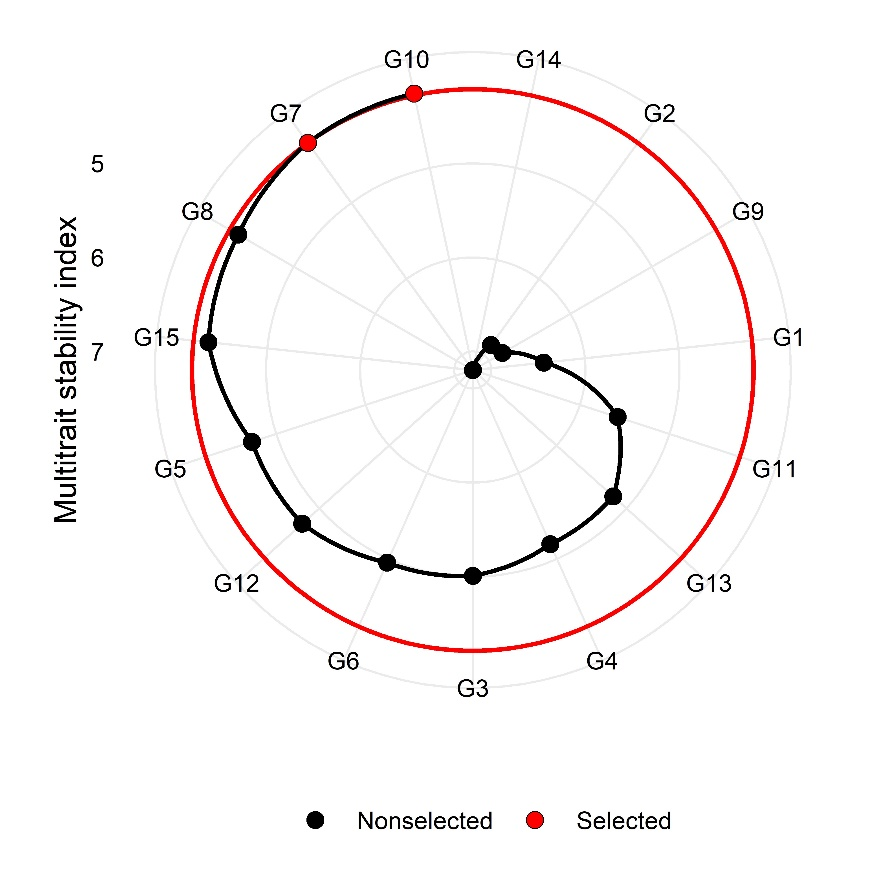 G10
G14
G7
G2
5
G8
G9
6
Multitrait stability index
G15
G1
7
G5
G11
G12
G13
G6
G4
G3
Nonselected
Selected